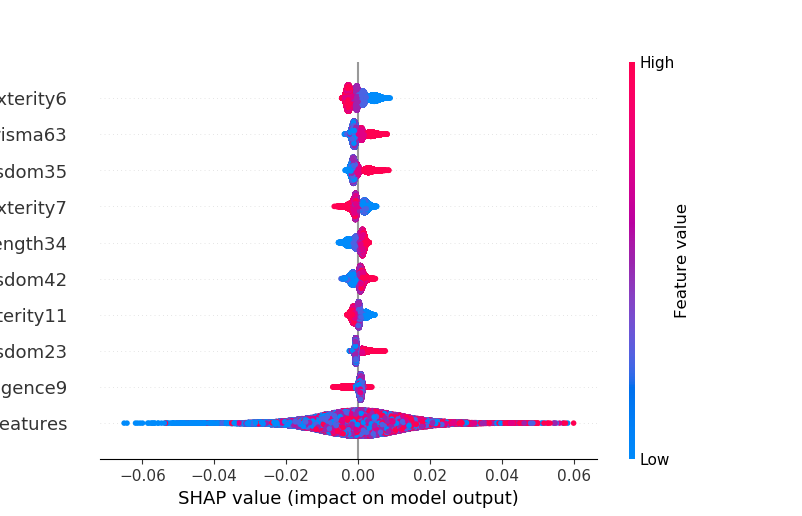 High
xterity6
isma63
sdom35
xterity7
ength34
sdom42
terity11
sdom23
gence9
eatures
Feature value
Low
−0.06 −0.04 −0.02 0.00 0.02 0.04 0.06
SHAP value (impact on model output)